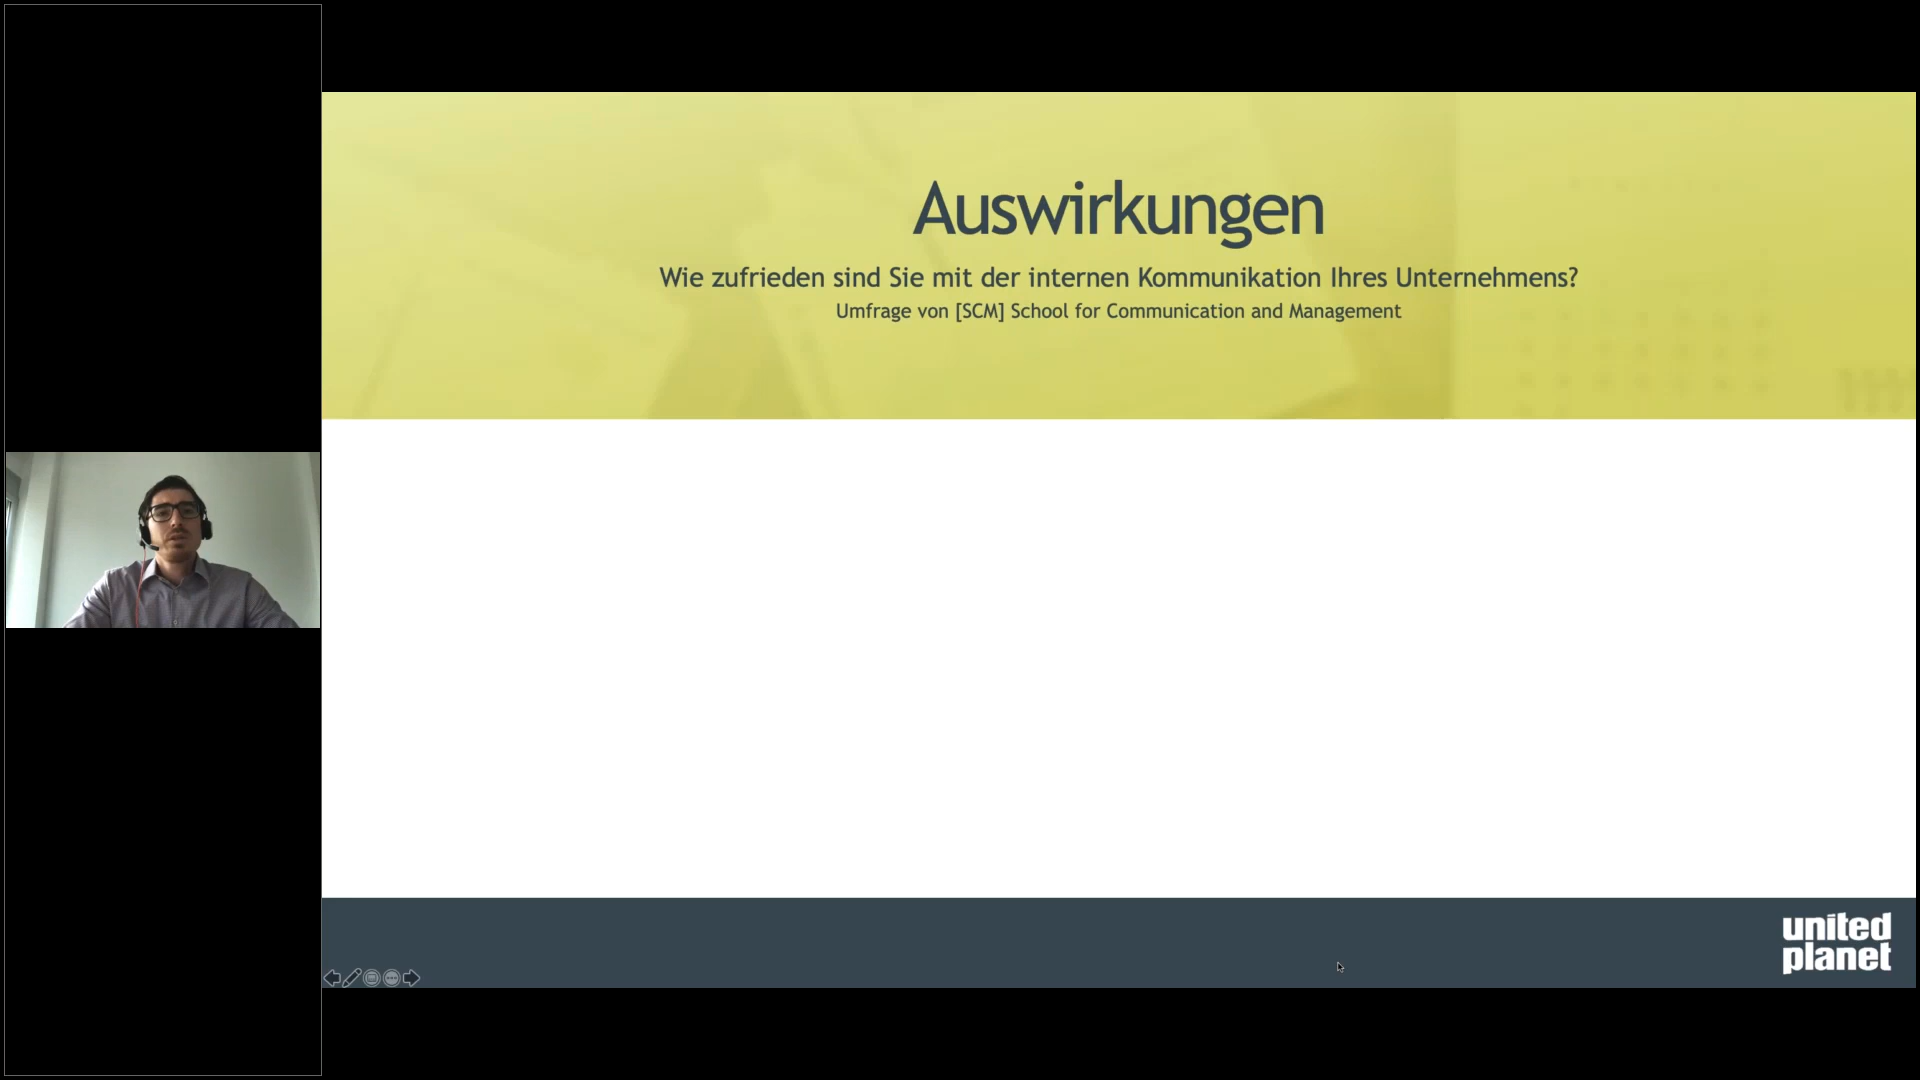 Auswirkungen
Wie zufrieden sind Sie mit der internen Kommunikation Ihres Unternehmens?
Umfrage von [SCM] School for Communication and Management
united
planet